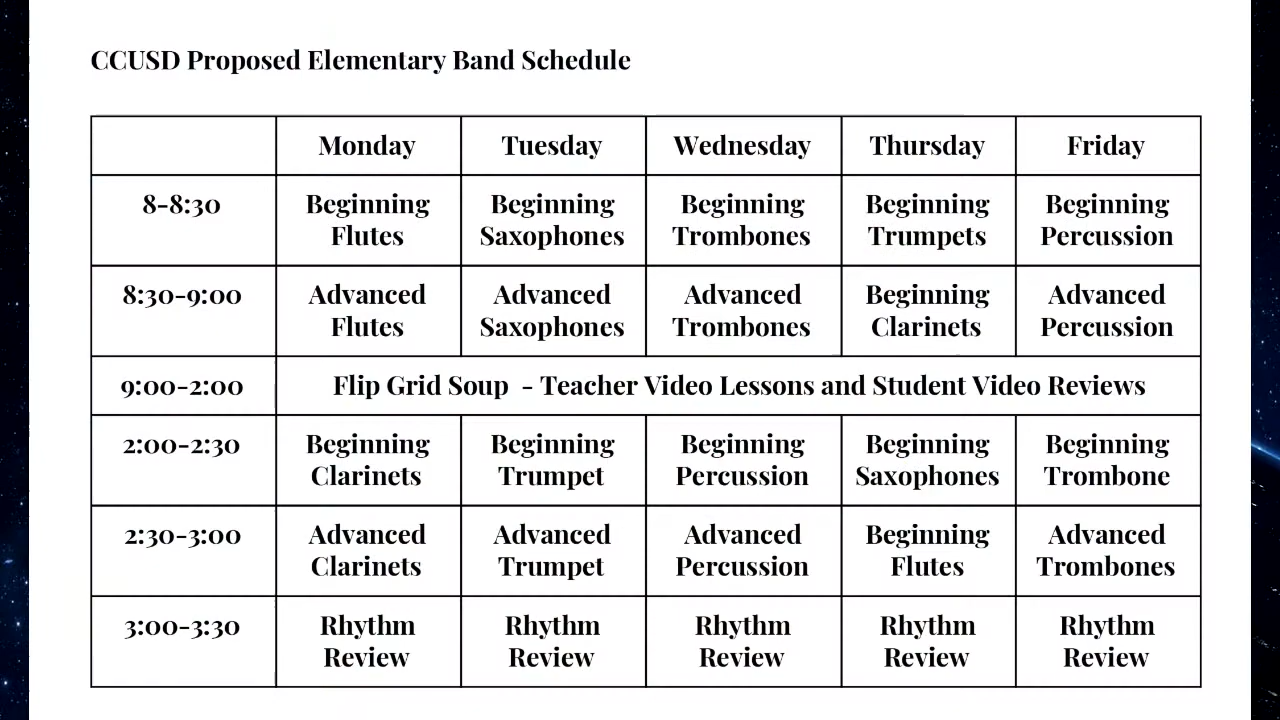 CCUSD Proposed Elementary Band Schedule
Monday Tuesday Wednesday Thursday Friday
8-8:30 Beginning Flutes Beginning Saxophones Beginning Trombones Beginning Trumpets Beginning Percussion
8:30-9:00 Advanced Flutes Advanced Saxophones Advanced Trombones Beginning Clarinets Advanced Percussion
9:00-2:00 Flip Grid Soup - Teacher Video Lessons and Student Video Reviews
2:00-2:30 Beginning Clarinets Beginning Trumpet Beginning Percussion Beginning Saxophones Beginning Trombone
2:30-3:00 Advanced Clarinets Advanced Trumpet Advanced Percussion Beginning Flutes Advanced Trombones
3:00-3:30 Rhythm Review Rhythm Review Rhythm Review Rhythm Review Rhythm Review